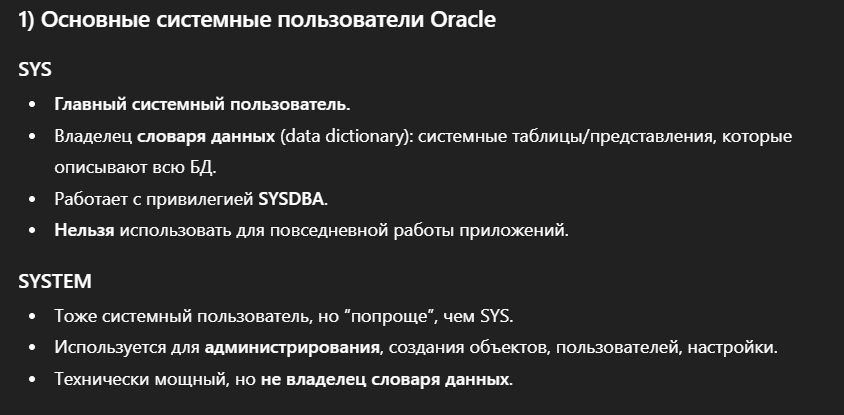 1) Основные системные пользователи Oracle
SYS
• Главный системный пользователь.
• Владелец словаря данных (data dictionary): системные таблицы/представления, которые
описывают всю БД.
• Работает с привилегией SYSDBA.
• Нельзя использовать для повседневной работы приложений.
SYSTEM
• Тоже системный пользователь, но “попроще”, чем SYS.
• Используется для администрирования, создания объектов, пользователей, настройки.
• Технически мощный, но не владелец словаря данных.